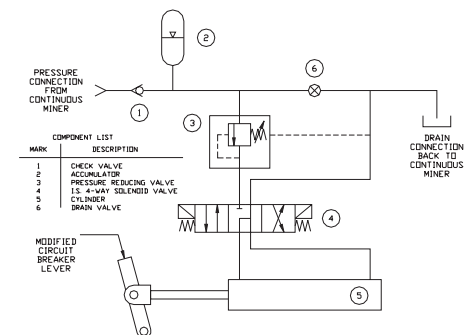 2
6
PRESSURE
CONNECTION
FROM
CONTINUOUS
MINER
1
3
DRAIN
CONNECTION
BACK TO
CONTINUOUS
MINER
COMPONENT LIST
MARK DESCRIPTION
1 CHECK VALVE
2 ACCUMULATOR
3 PRESSURE REDUCING VALVE
4 I.S. 4-WAY SOLENOID VALVE
5 CYLINDER
6 DRAIN VALVE
4
MODIFIED
CIRCUIT
BREAKER
LEVER
5